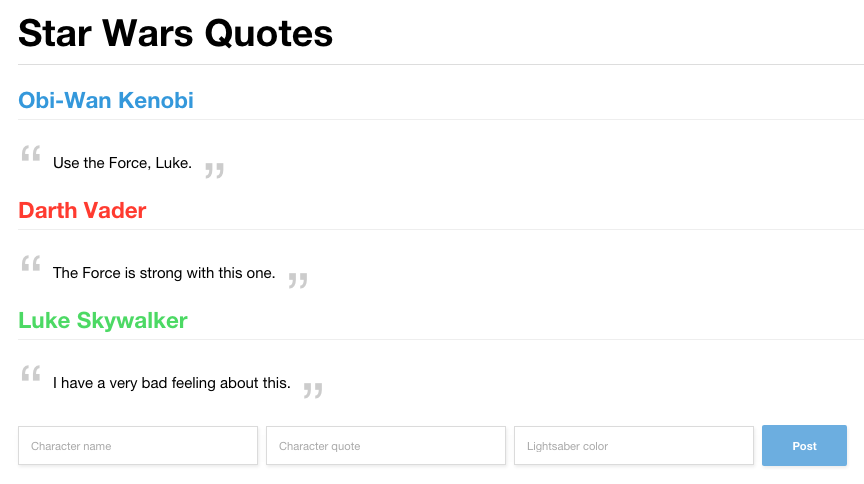 Star Wars Quotes
Obi-Wan Kenobi
“ Use the Force, Luke. ”
Darth Vader
“ The Force is strong with this one. ”
Luke Skywalker
“ I have a very bad feeling about this. ”
Character name Character quote Lightsaber color Post